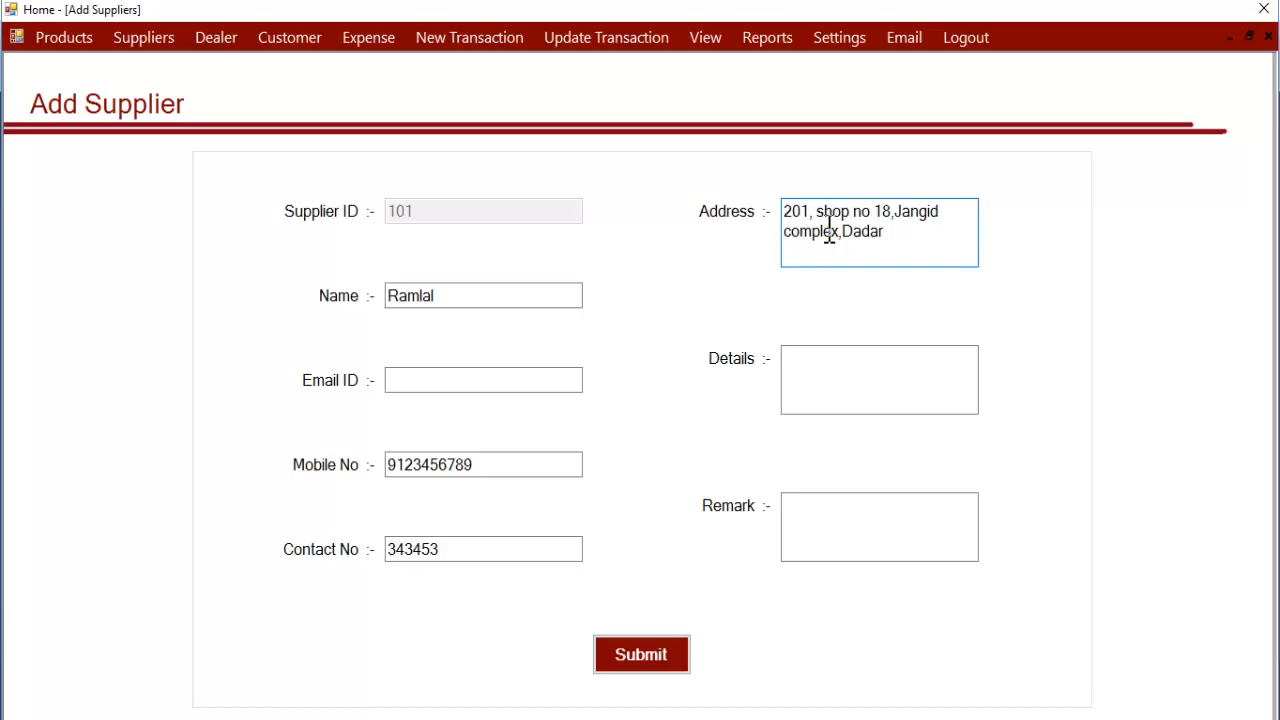 Home - [Add Suppliers]
Products Suppliers Dealer Customer Expense New Transaction Update Transaction View Reports Settings Email Logout
Add Supplier
Supplier ID :- 101
Name :- Ramlal
Email ID :-
Mobile No :- 9123456789
Contact No :- 343453
Address :- 201, shop no 18,Jangid
complex,Dadar
Details :-
Remark :-
Submit